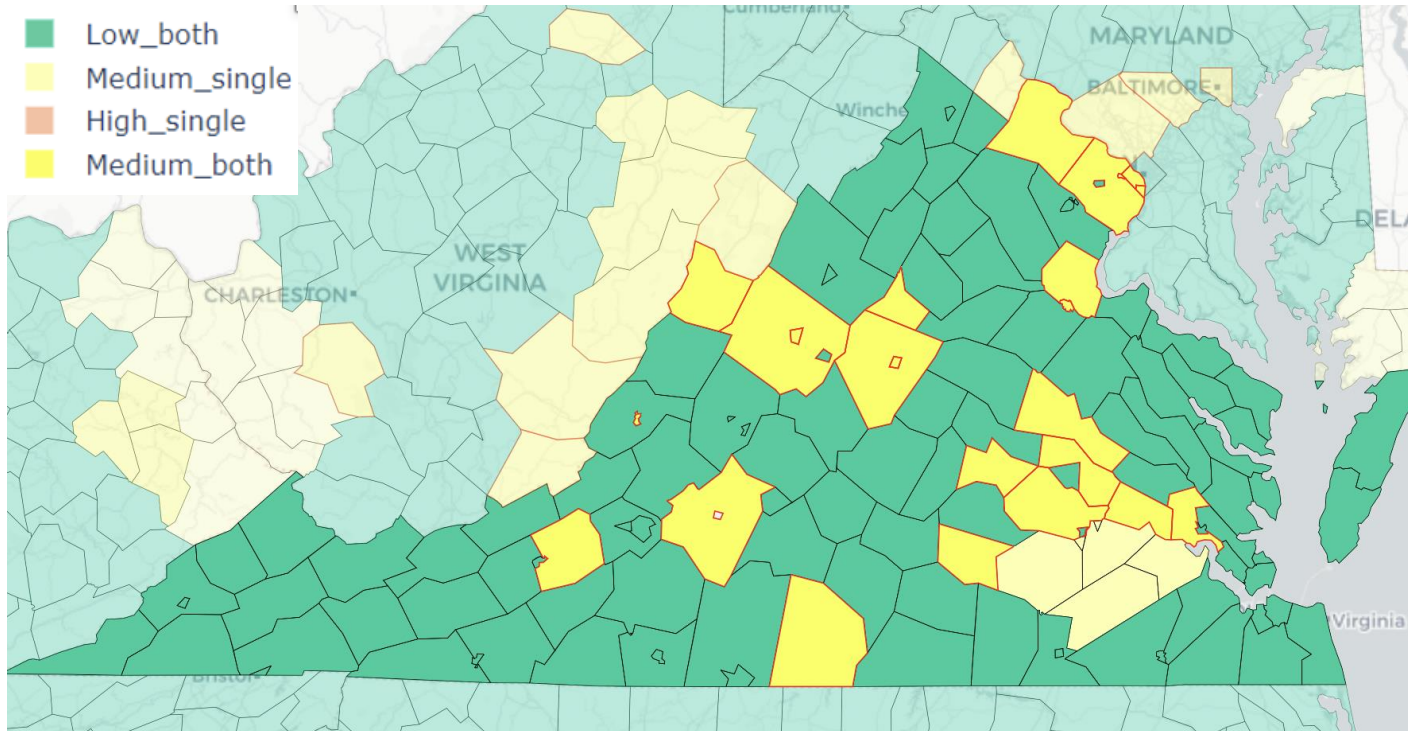 Low_both
Medium_single
High_single
Medium_both
Cumberland
MARYLAND
BALTIMORE
Winche
DELA
WEST
VIRGINIA
CHARLESTON
Virginia
Bristol